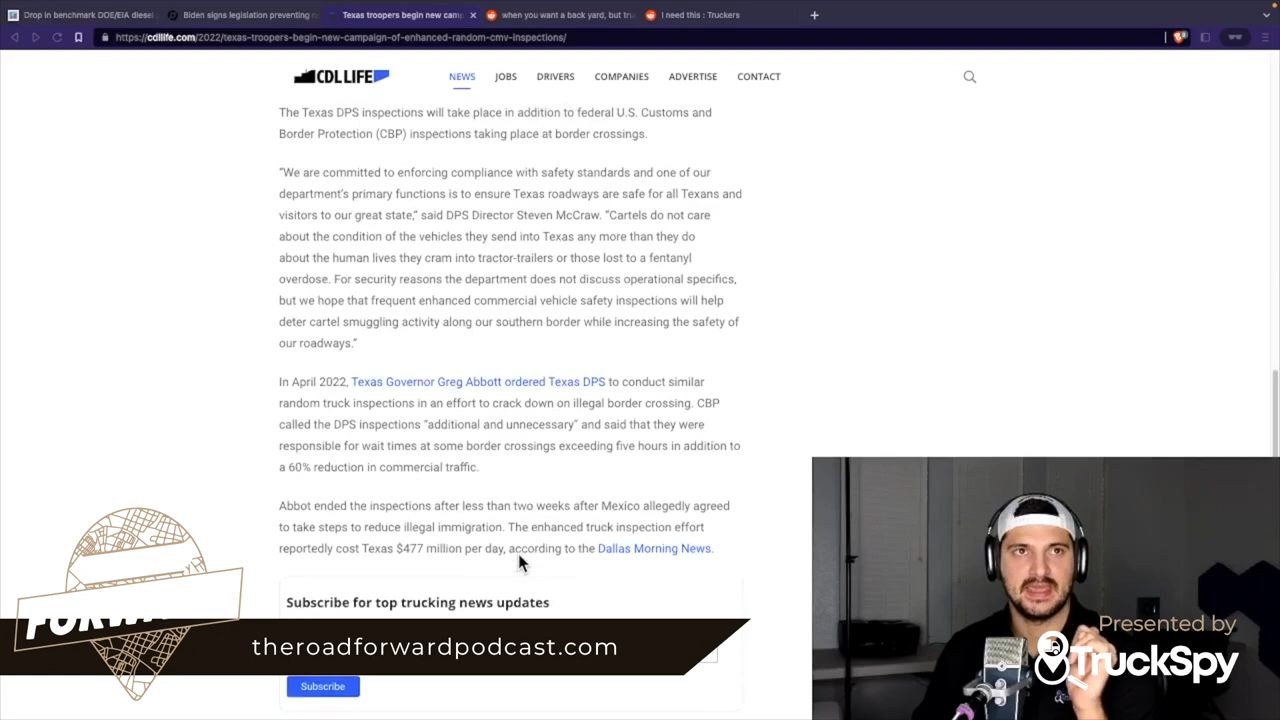 Drop in benchmark DOE/EIA diesel
Biden signs legislation preventing
Texas troopers begin new camp
when you want a back yard, but tru
I need this : Truckers
https://cdllife.com/2022/texas-troopers-begin-new-campaign-of-enhanced-random-cmv-inspections/
CDL LIFE
NEWS
JOBS
DRIVERS
COMPANIES
ADVERTISE
CONTACT
The Texas DPS inspections will take place in addition to federal U.S. Customs and
Border Protection (CBP) inspections taking place at border crossings.
“We are committed to enforcing compliance with safety standards and one of our
department’s primary functions is to ensure Texas roadways are safe for all Texans and
visitors to our great state,” said DPS Director Steven McCraw. “Cartels do not care
about the condition of the vehicles they send into Texas any more than they do
about the human lives they cram into tractor-trailers or those lost to a fentanyl
overdose. For security reasons the department does not discuss operational specifics,
but we hope that frequent enhanced commercial vehicle safety inspections will help
deter cartel smuggling activity along our southern border while increasing the safety of
our roadways.”
In April 2022, Texas Governor Greg Abbott ordered Texas DPS to conduct similar
random truck inspections in an effort to crack down on illegal border crossing. CBP
called the DPS inspections “additional and unnecessary” and said that they were
responsible for wait times at some border crossings exceeding five hours in addition to
a 60% reduction in commercial traffic.
Abbot ended the inspections after less than two weeks after Mexico allegedly agreed
to take steps to reduce illegal immigration. The enhanced truck inspection effort
reportedly cost Texas $477 million per day, according to the Dallas Morning News.
Subscribe for top trucking news updates
theroadforwardpodcast.com
Subscribe
Presented by
TruckSpy